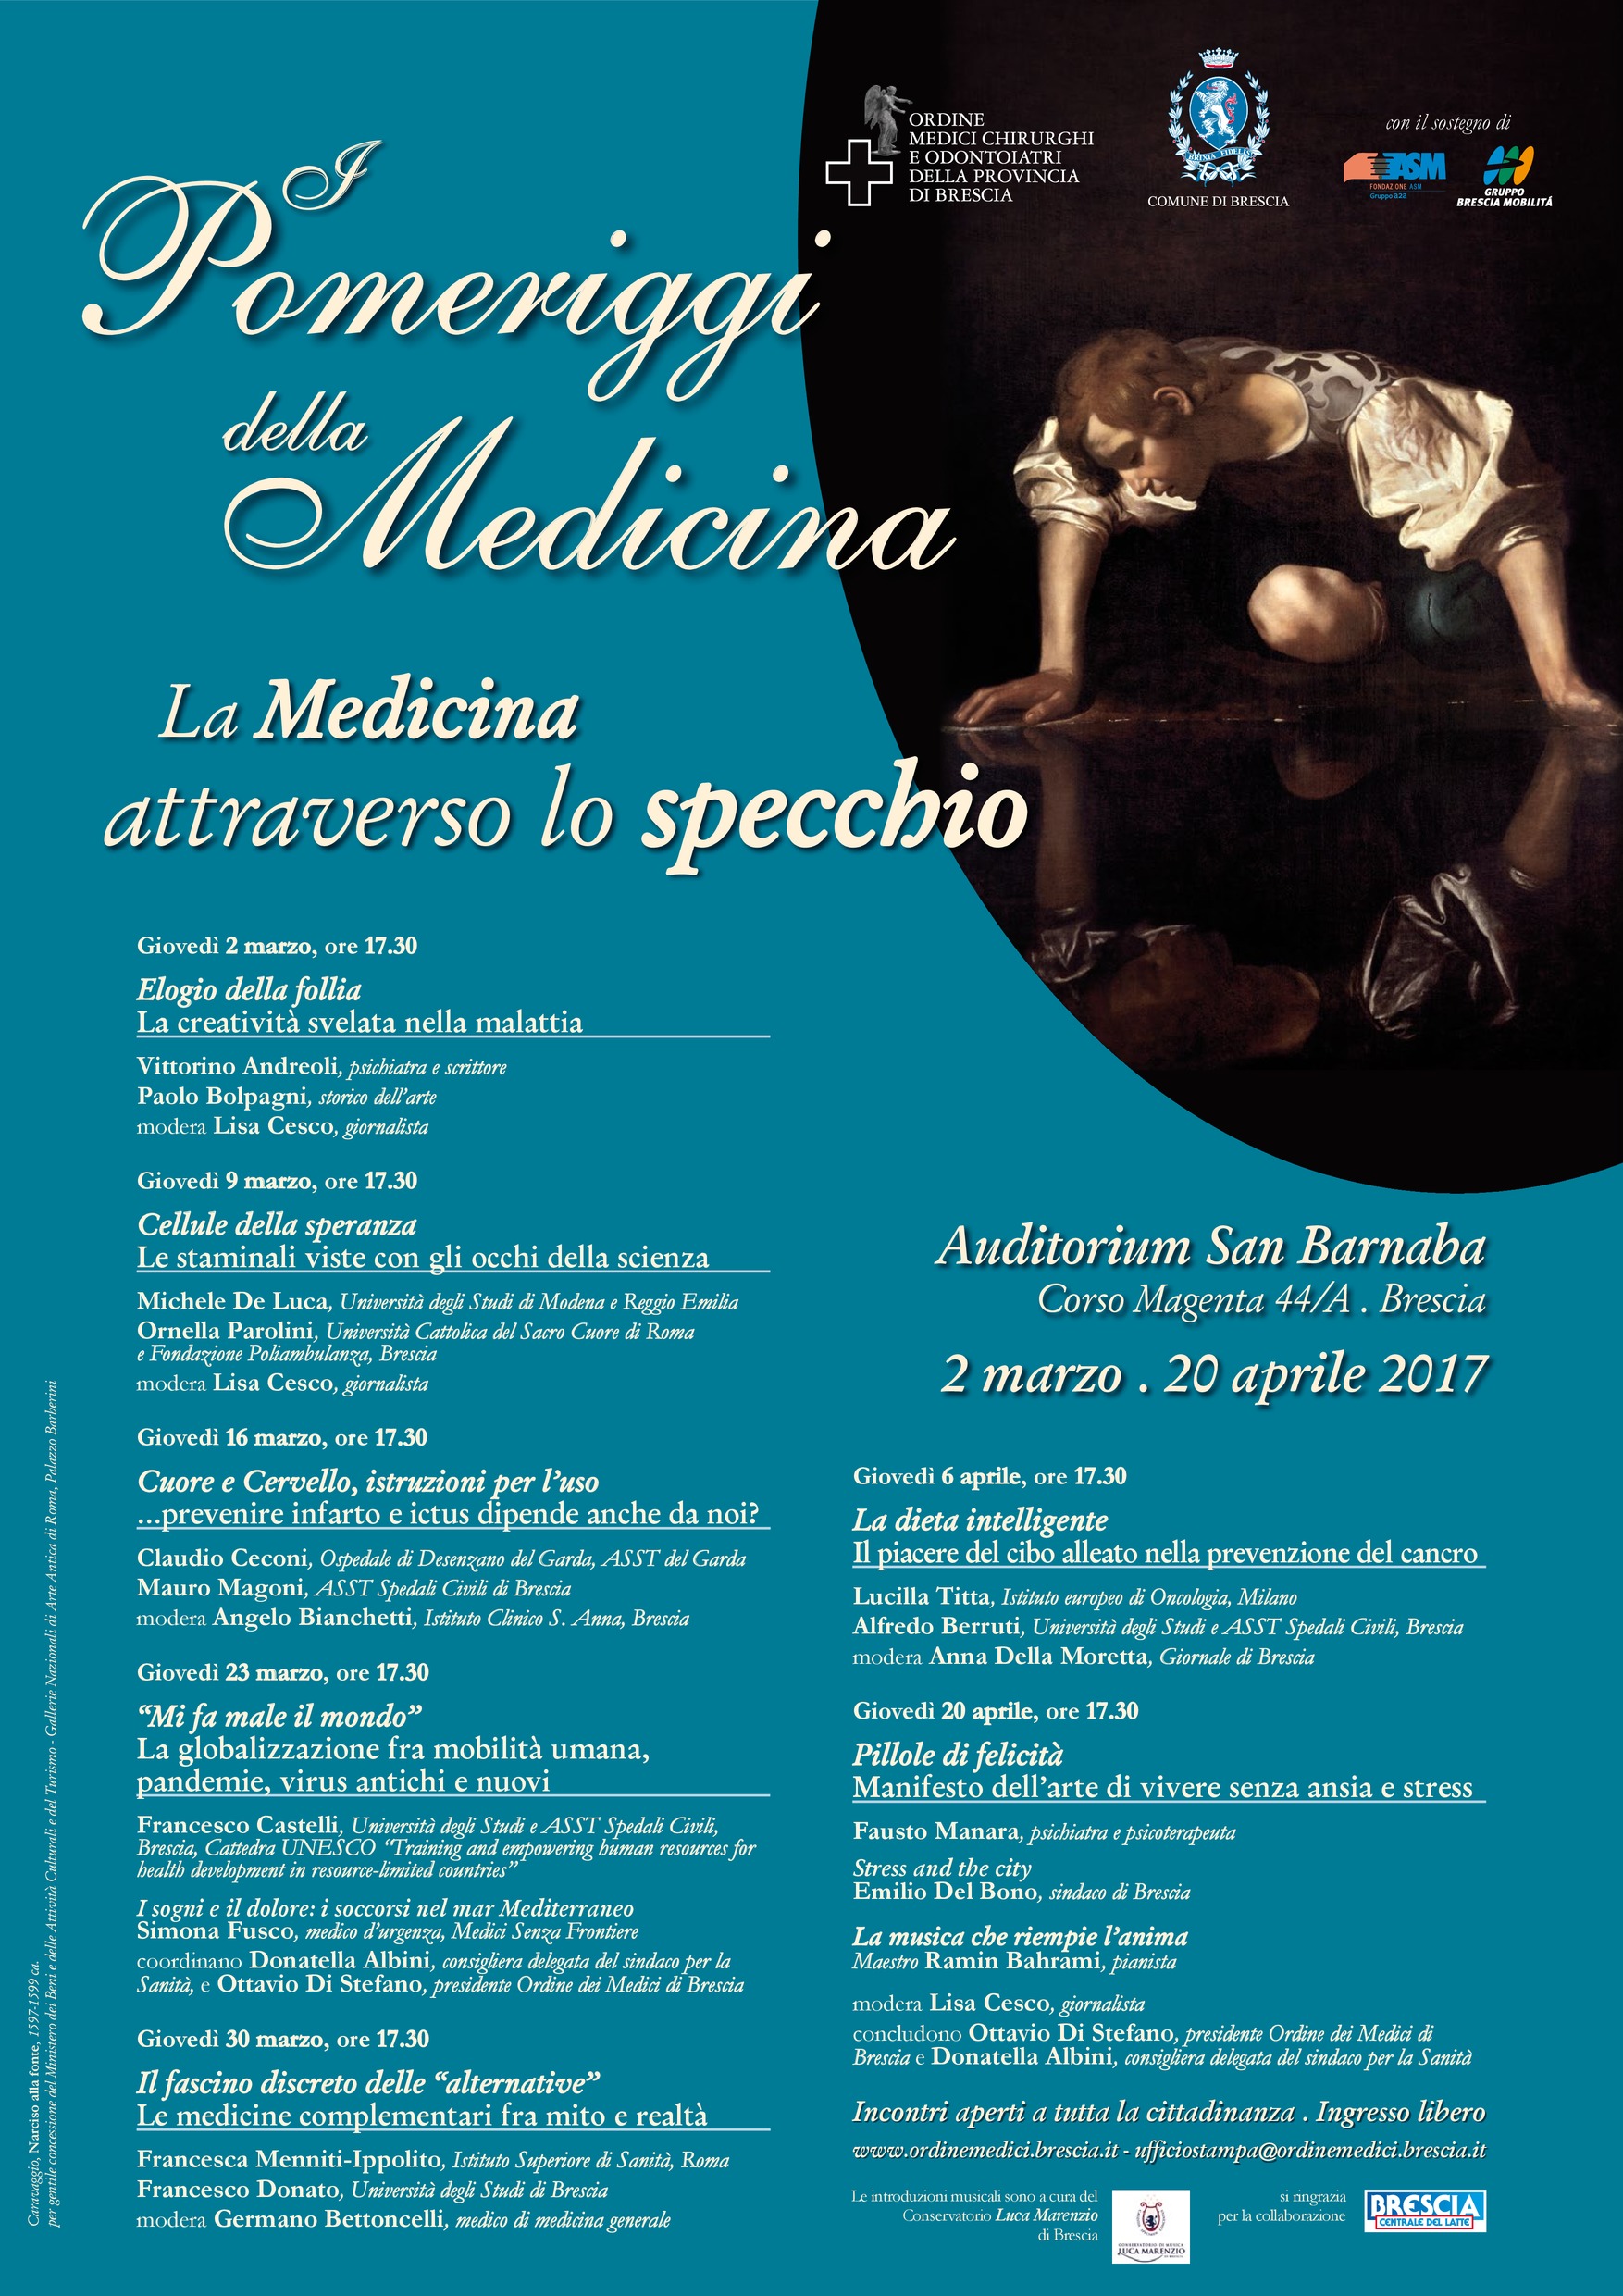 I
Pomeriggi
della
Medicina
ORDINE
MEDICI CHIRURGHI
E ODONTOIATRI
DELLA PROVINCIA
DI BRESCIA
BRIXIA FIDELIS
COMUNE DI BRESCIA
con il sostegno di
ASM
FONDAZIONE ASM
Gruppo a2a
GRUPPO
BRESCIA MOBILITÁ
La Medicina
attraverso lo specchio
Giovedì 2 marzo, ore 17.30
Elogio della follia
La creatività svelata nella malattia
Vittorino Andreoli, psichiatra e scrittore
Paolo Bolpagni, storico dell'arte
modera Lisa Cesco, giornalista
Giovedì 9 marzo, ore 17.30
Cellule della speranza
Le staminali viste con gli occhi della scienza
Michele De Luca, Università degli Studi di Modena e Reggio Emilia
Ornella Parolini, Università Cattolica del Sacro Cuore di Roma
e Fondazione Poliambulanza, Brescia
modera Lisa Cesco, giornalista
Giovedì 16 marzo, ore 17.30
Cuore e Cervello, istruzioni per l'uso
...prevenire infarto e ictus dipende anche da noi?
Claudio Ceconi, Ospedale di Desenzano del Garda, ASST del Garda
Mauro Magoni, ASST Spedali Civili di Brescia
modera Angelo Bianchetti, Istituto Clinico S. Anna, Brescia
Giovedì 23 marzo, ore 17.30
“Mi fa male il mondo”
La globalizzazione fra mobilità umana,
pandemie, virus antichi e nuovi
Francesco Castelli, Università degli Studi e ASST Spedali Civili,
Brescia, Cattedra UNESCO “Training and empowering human resources for
health development in resource-limited countries”
I sogni e il dolore: i soccorsi nel mar Mediterraneo
Simona Fusco, medico d'urgenza, Medici Senza Frontiere
coordinano Donatella Albini, consigliera delegata del sindaco per la
Sanità, e Ottavio Di Stefano, presidente Ordine dei Medici di Brescia
Giovedì 30 marzo, ore 17.30
Il fascino discreto delle “alternative”
Le medicine complementari fra mito e realtà
Francesca Menniti-Ippolito, Istituto Superiore di Sanità, Roma
Francesco Donato, Università degli Studi di Brescia
modera Germano Bettoncelli, medico di medicina generale
Auditorium San Barnaba
Corso Magenta 44/A . Brescia
2 marzo . 20 aprile 2017
Giovedì 6 aprile, ore 17.30
La dieta intelligente
Il piacere del cibo alleato nella prevenzione del cancro
Lucilla Titta, Istituto europeo di Oncologia, Milano
Alfredo Berruti, Università degli Studi e ASST Spedali Civili, Brescia
modera Anna Della Moretta, Giornale di Brescia
Giovedì 20 aprile, ore 17.30
Pillole di felicità
Manifesto dell'arte di vivere senza ansia e stress
Fausto Manara, psichiatra e psicoterapeuta
Stress and the city
Emilio Del Bono, sindaco di Brescia
La musica che riempie l'anima
Maestro Ramin Bahrami, pianista
modera Lisa Cesco, giornalista
concludono Ottavio Di Stefano, presidente Ordine dei Medici di
Brescia e Donatella Albini, consigliera delegata del sindaco per la Sanità
Incontri aperti a tutta la cittadinanza . Ingresso libero
www.ordinemedici.brescia.it - ufficiostampa@ordinemedici.brescia.it
Le introduzioni musicali sono a cura del
Conservatorio Luca Marenzio
di Brescia
CONSERVATORIO DI MUSICA
LUCA MARENZIO
si ringrazia
per la collaborazione
BRESCIA
CENTRALE DEL LATTE
Caravaggio, Narciso alla fonte, 1597-1599 ca.
per gentile concessione del Ministero dei Beni e delle Attività Culturali e del Turismo - Gallerie Nazionali di Arte Antica di Roma, Palazzo Barberini